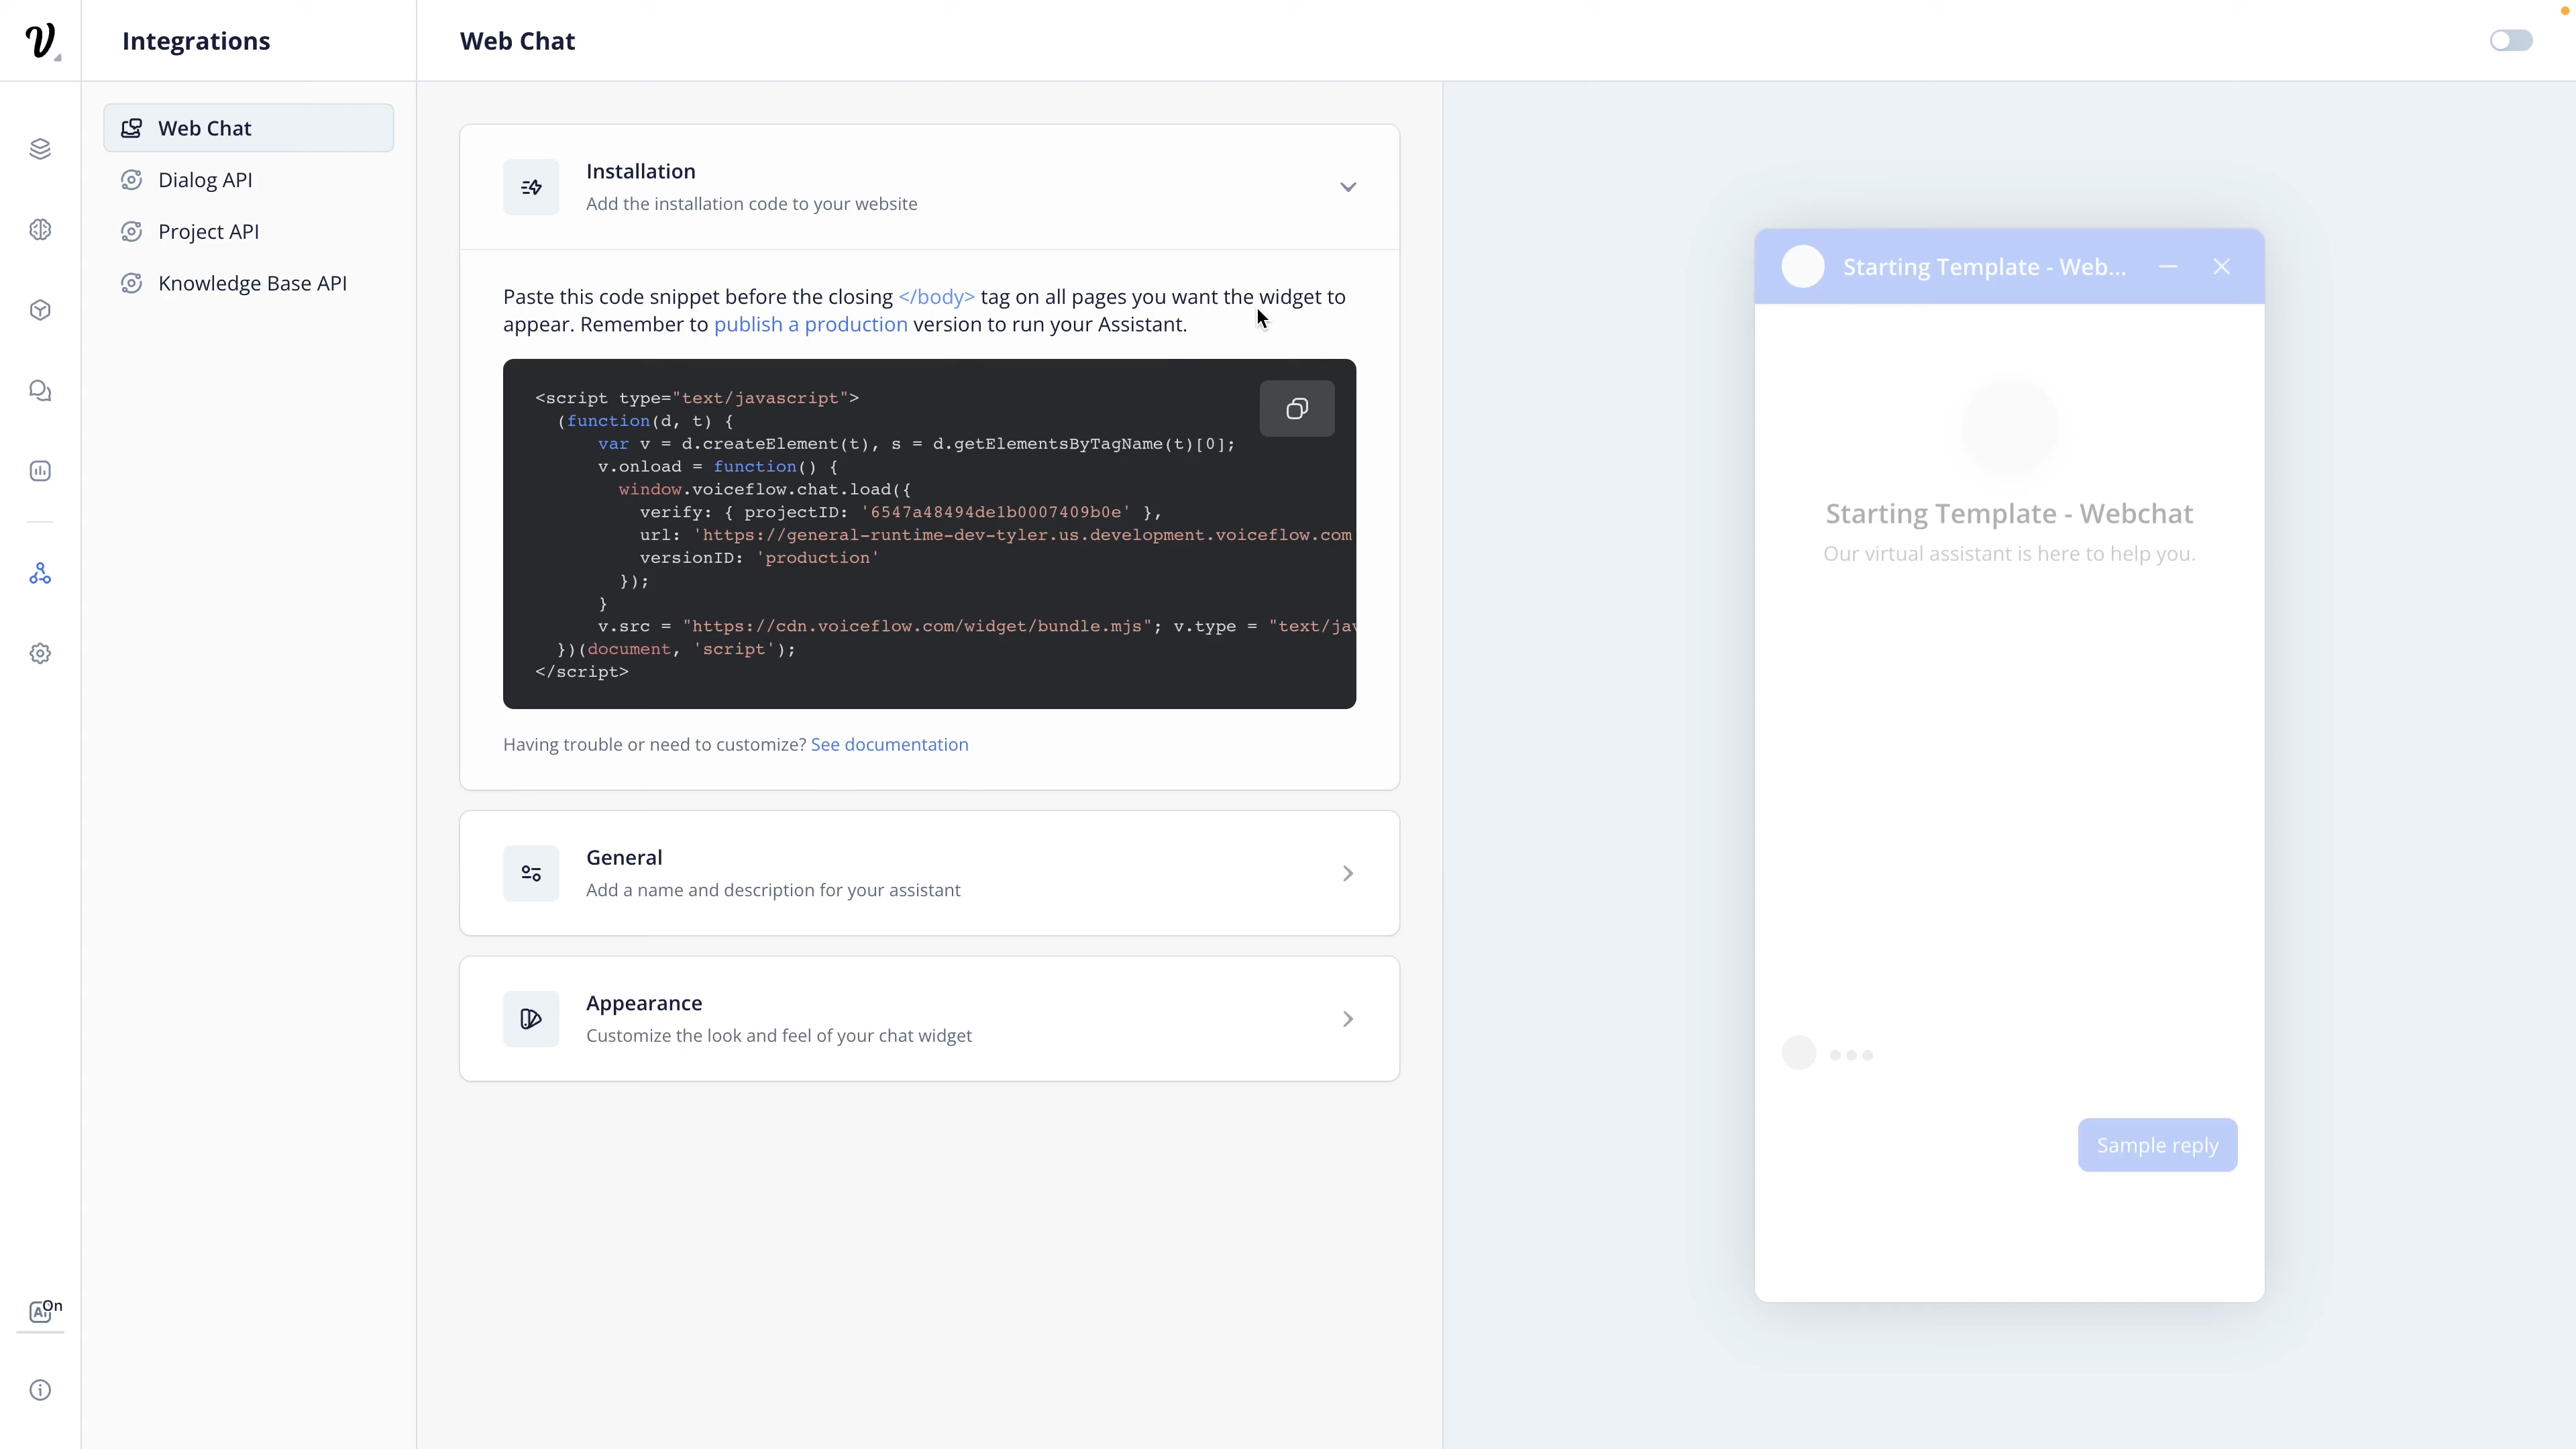 Integrations
Web Chat
Web Chat
Dialog API
Project API
Knowledge Base API
Installation
Add the installation code to your website
Paste this code snippet before the closing </body> tag on all pages you want the widget to
appear. Remember to publish a production version to run your Assistant.
<script type="text/javascript">
(function(d, t) {
var v = d.createElement(t), s = d.getElementsByTagName(t)[0];
v.onload = function() {
window.voiceflow.chat.load({
verify: { projectID: '6547a48494de1b0007409b0e' },
url: 'https://general-runtime-dev-tyler.us.development.voiceflow.com
versionID: 'production'
});
}
v.src = "https://cdn.voiceflow.com/widget/bundle.mjs"; v.type = "text/jav
})(document, 'script');
</script>
Having trouble or need to customize? See documentation
General
Add a name and description for your assistant
Appearance
Customize the look and feel of your chat widget
Starting Template - Web...
Starting Template - Webchat
Our virtual assistant is here to help you.
Sample reply
AI On